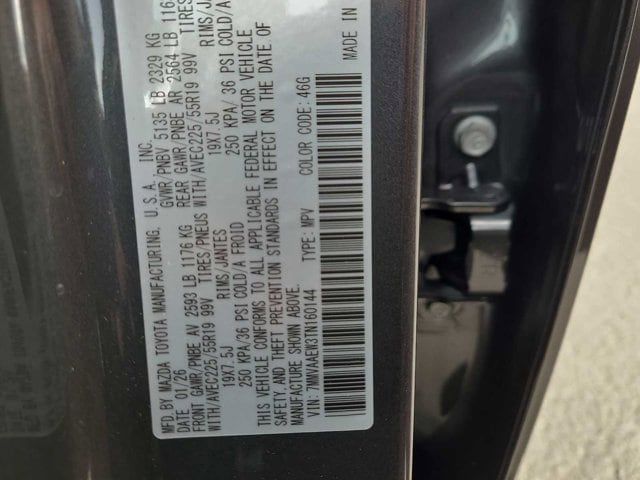 MFD.BY MAZDA TOYOTA MANUFACTURING, U.S.A., INC.
DATE 01/26 GVWR/PNBV 5135 LB 2329 KG
FRONT GAWR/PNBE AV 2593 LB 1176 KG REAR GAWR/PNBE AR 2564 LB 116
WITH/AVEC225/55R19 99V TIRES/PNEUS WITH/AVEC225/55R19 99V TIRES
19X7.5J RIMS/JANTES 19X7.5J RIMS/JA
250 KPA/36 PSI COLD/A FROID 250 KPA/36 PSI COLD/A
THIS VEHICLE CONFORMS TO ALL APPLICABLE FEDERAL MOTOR VEHICLE
SAFETY, AND THEFT PREVENTION STANDARDS IN EFFECT ON THE DATE OF
MANUFACTURE SHOWN ABOVE.
VIN: 7MMVAAEW3TN160144 TYPE: MPV COLOR CODE: 46G MADE IN